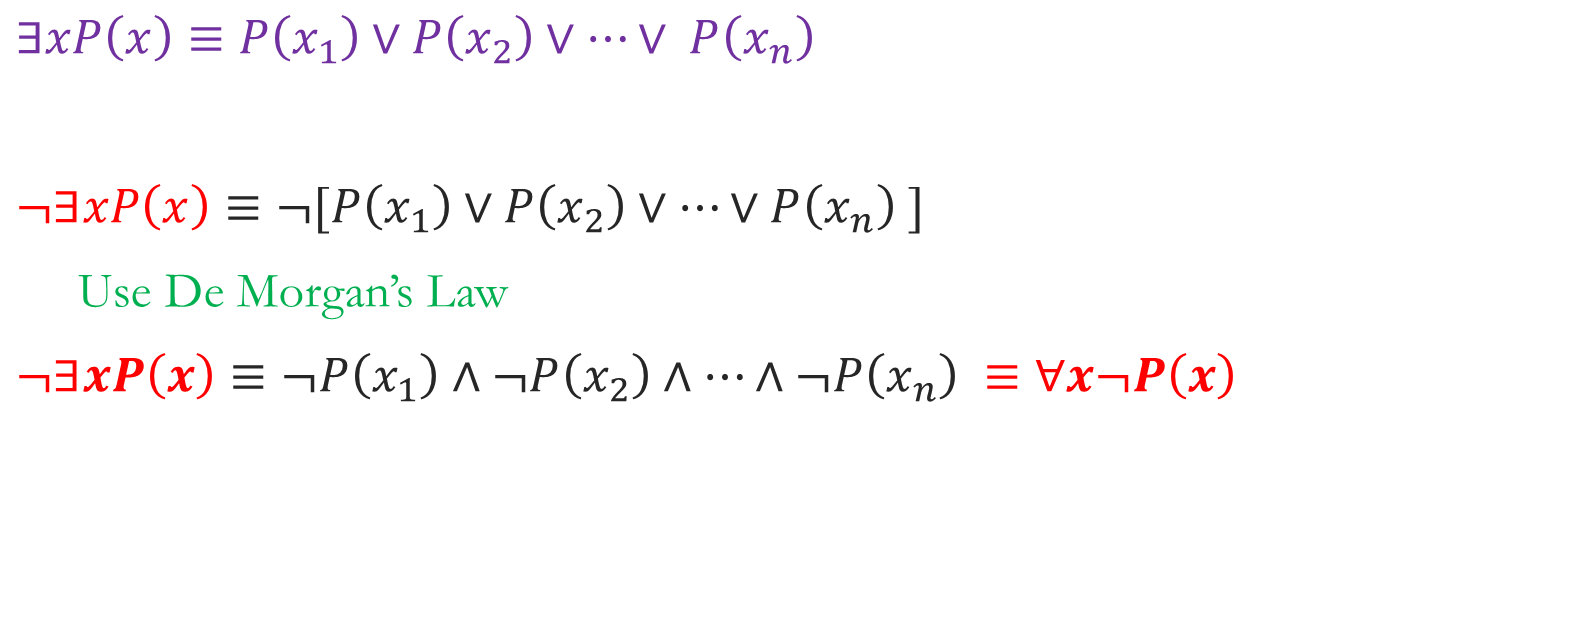 ∃xP(x) ≡ P(x₁) ∨ P(x₂) ∨ ⋯ ∨ P(xₙ)
¬∃xP(x) ≡ ¬[P(x₁) ∨ P(x₂) ∨ ⋯ ∨ P(xₙ) ]
Use De Morgan’s Law
¬∃xP(x) ≡ ¬P(x₁) ∧ ¬P(x₂) ∧ ⋯ ∧ ¬P(xₙ) ≡ ∀x¬P(x)